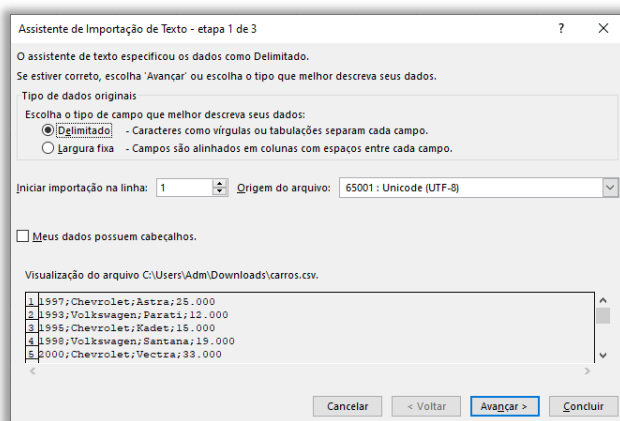 Assistente de Importação de Texto - etapa 1 de 3 ? X
O assistente de texto especificou os dados como Delimitado.
Se estiver correto, escolha 'Avançar' ou escolha o tipo que melhor descreva seus dados.
Tipo de dados originais
Escolha o tipo de campo que melhor descreva seus dados:
Delimitado - Caracteres como vírgulas ou tabulações separam cada campo.
Largura fixa - Campos são alinhados em colunas com espaços entre cada campo.
Iniciar importação na linha: 1 Origem do arquivo: 65001 : Unicode (UTF-8)
Meus dados possuem cabeçalhos.
Visualização do arquivo C:\Users\Adm\Downloads\carros.csv.
1 1997;Chevrolet;Astra;25.000
2 1993;Volkswagen;Parati;12.000
3 1995;Chevrolet;Kadet;15.000
4 1998;Volkswagen;Santana;19.000
5 2000;Chevrolet;Vectra;33.000
Cancelar < Voltar Avançar > Concluir